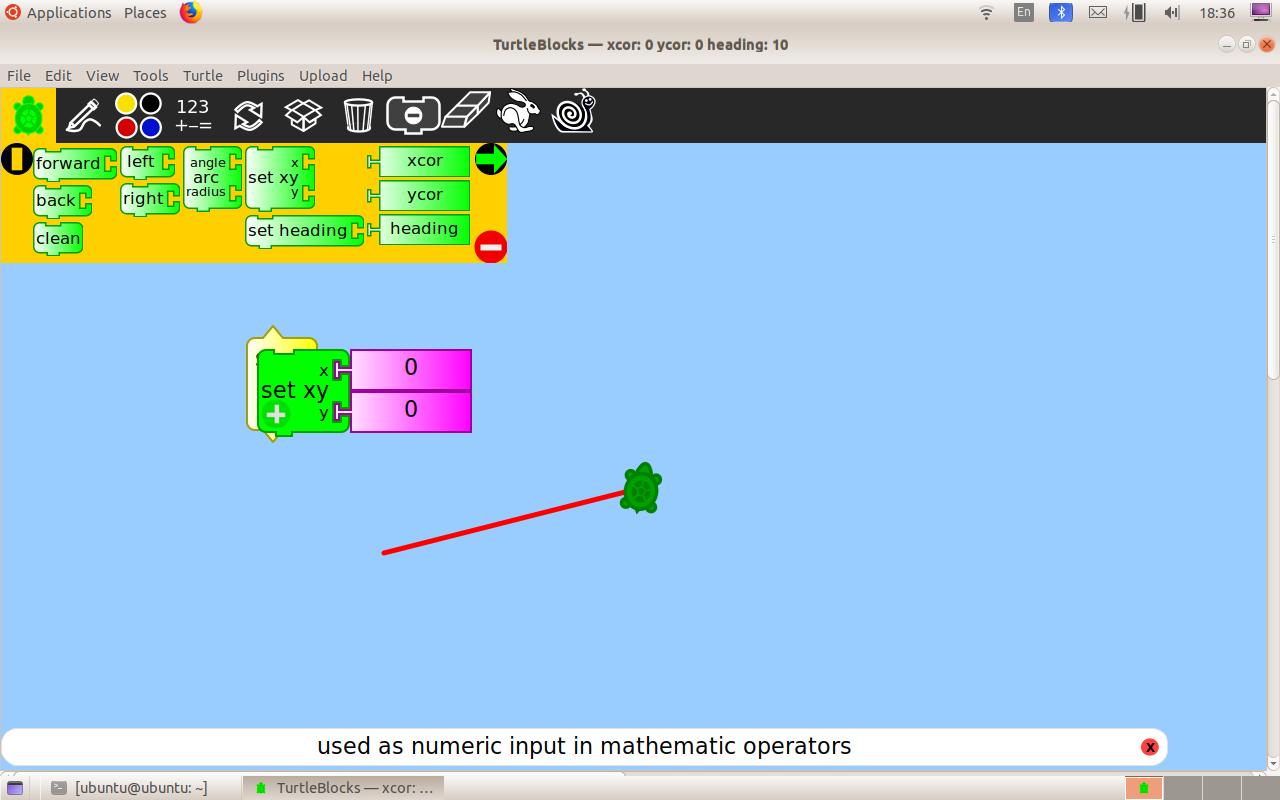 Applications Places En 18:36
TurtleBlocks — xcor: 0 ycor: 0 heading: 10
File Edit View Tools Turtle Plugins Upload Help
123
+−=
forward left angle arc radius set xy x y xcor
back right ycor
clean set heading heading
x 0
set xy
y 0
used as numeric input in mathematic operators x
[ubuntu@ubuntu: ~] TurtleBlocks — xcor: …